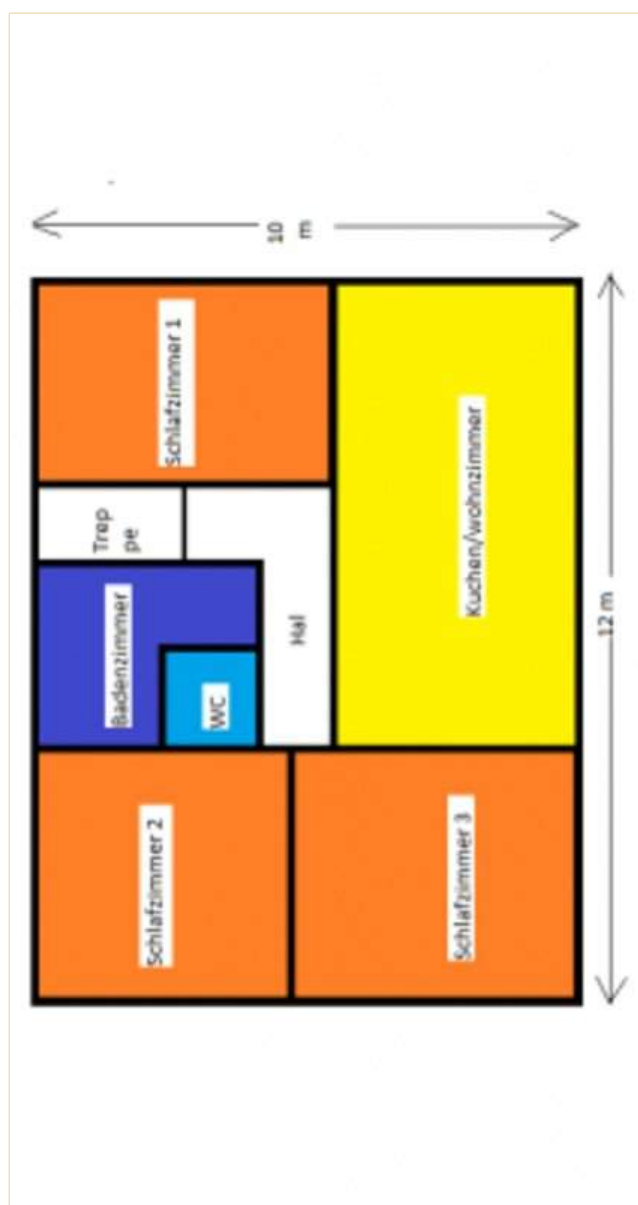 Schlafzimmer 2
Badenzimmer
Trep
pe
Schlafzimmer 1
WC
Hal
10
m
Schlafzimmer 3
Kuchen/wohnzimmer
12 m